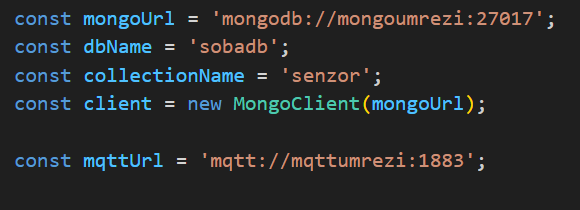 const mongoUrl = 'mongodb://mongoumrezi:27017';
const dbName = 'sobadb';
const collectionName = 'senzor';
const client = new MongoClient(mongoUrl);
const mqttUrl = 'mqtt://mqttumrezi:1883';